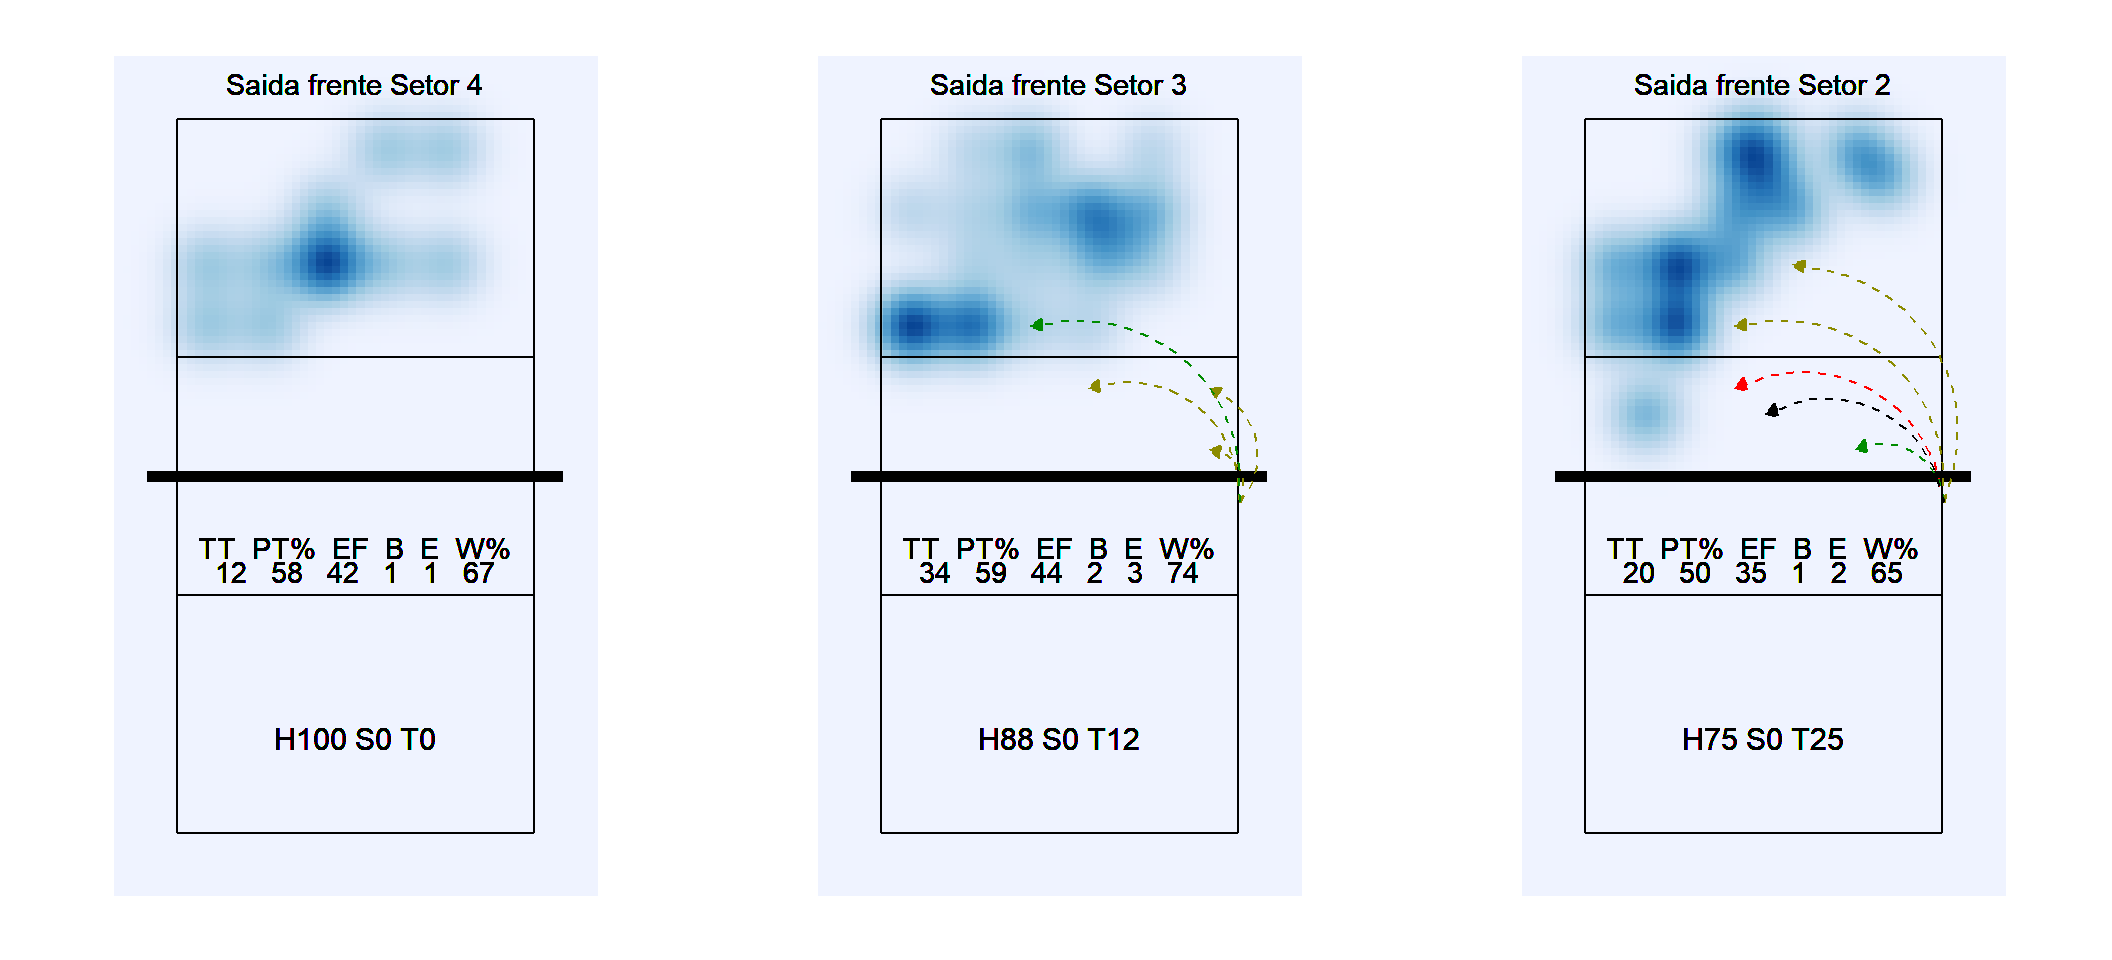 Saida frente Setor 4
TT PT% EF B E W%
12 58 42 1 1 67
H100 S0 T0
Saida frente Setor 3
TT PT% EF B E W%
34 59 44 2 3 74
H88 S0 T12
Saida frente Setor 2
TT PT% EF B E W%
20 50 35 1 2 65
H75 S0 T25